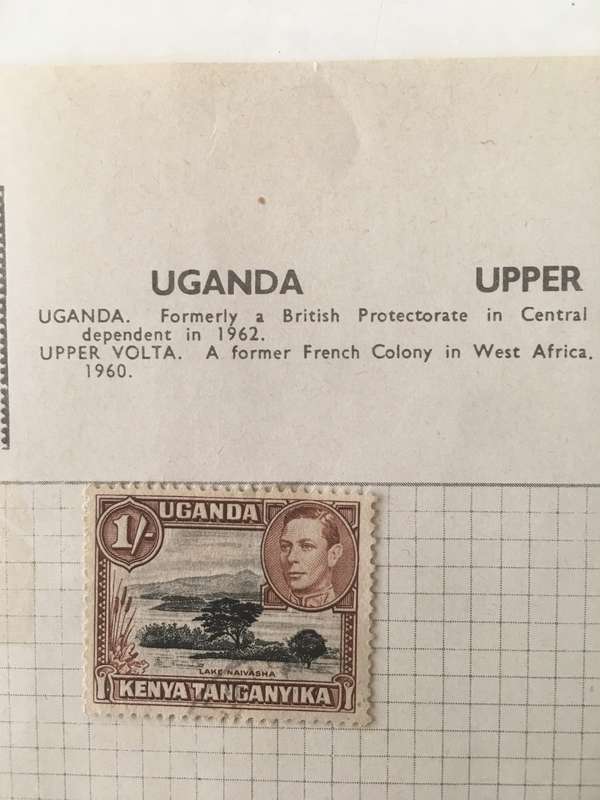 UGANDA UPPER
UGANDA. Formerly a British Protectorate in Central
dependent in 1962.
UPPER VOLTA. A former French Colony in West Africa.
1960.
UGANDA
1/-
LAKE NAIVASHA
KENYA TANGANYIKA